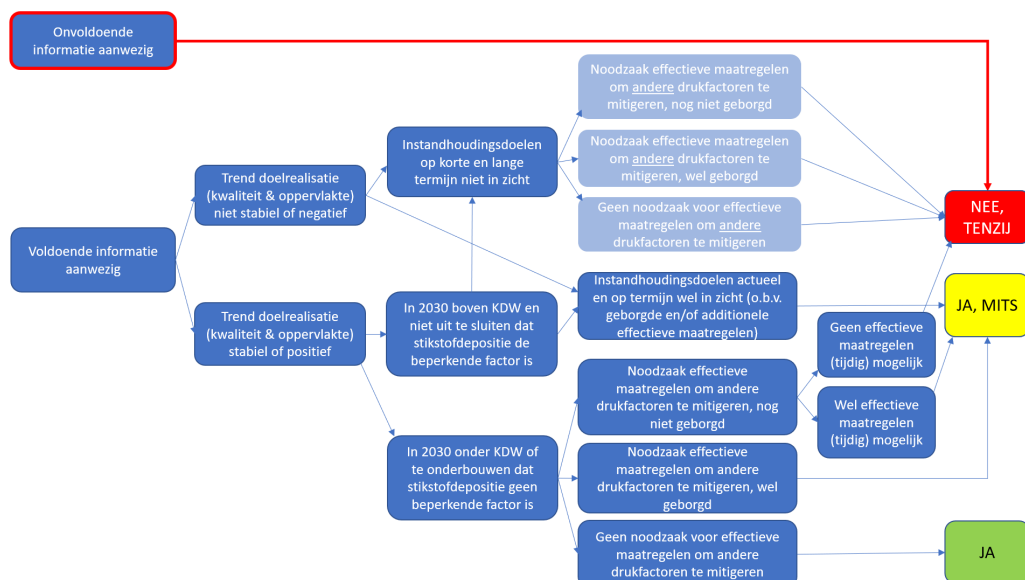 Onvoldoende
informatie aanwezig
Voldoende informatie
aanwezig
Trend doelrealisatie
(kwaliteit & oppervlakte)
niet stabiel of negatief
Trend doelrealisatie
(kwaliteit & oppervlakte)
stabiel of positief
Instandhoudingsdoelen
op korte en lange
termijn niet in zicht
In 2030 boven KDW en
niet uit te sluiten dat
stikstofdepositie de
beperkende factor is
In 2030 onder KDW of
te onderbouwen dat
stikstofdepositie geen
beperkende factor is
Noodzaak effectieve maatregelen
om andere drukfactoren te
mitigeren, nog niet geborgd
Noodzaak effectieve maatregelen
om andere drukfactoren te
mitigeren, wel geborgd
Geen noodzaak voor effectieve
maatregelen om andere
drukfactoren te mitigeren
Instandhoudingsdoelen actueel
en op termijn wel in zicht (o.b.v.
geborgde en/of additionele
effectieve maatregelen)
Noodzaak effectieve
maatregelen om andere
drukfactoren te mitigeren, nog
niet geborgd
Noodzaak effectieve
maatregelen om andere
drukfactoren te mitigeren, wel
geborgd
Geen noodzaak voor effectieve
maatregelen om andere
drukfactoren te mitigeren
Geen effectieve
maatregelen
(tijdig) mogelijk
Wel effectieve
maatregelen
(tijdig) mogelijk
NEE,
TENZIJ
JA, MITS
JA